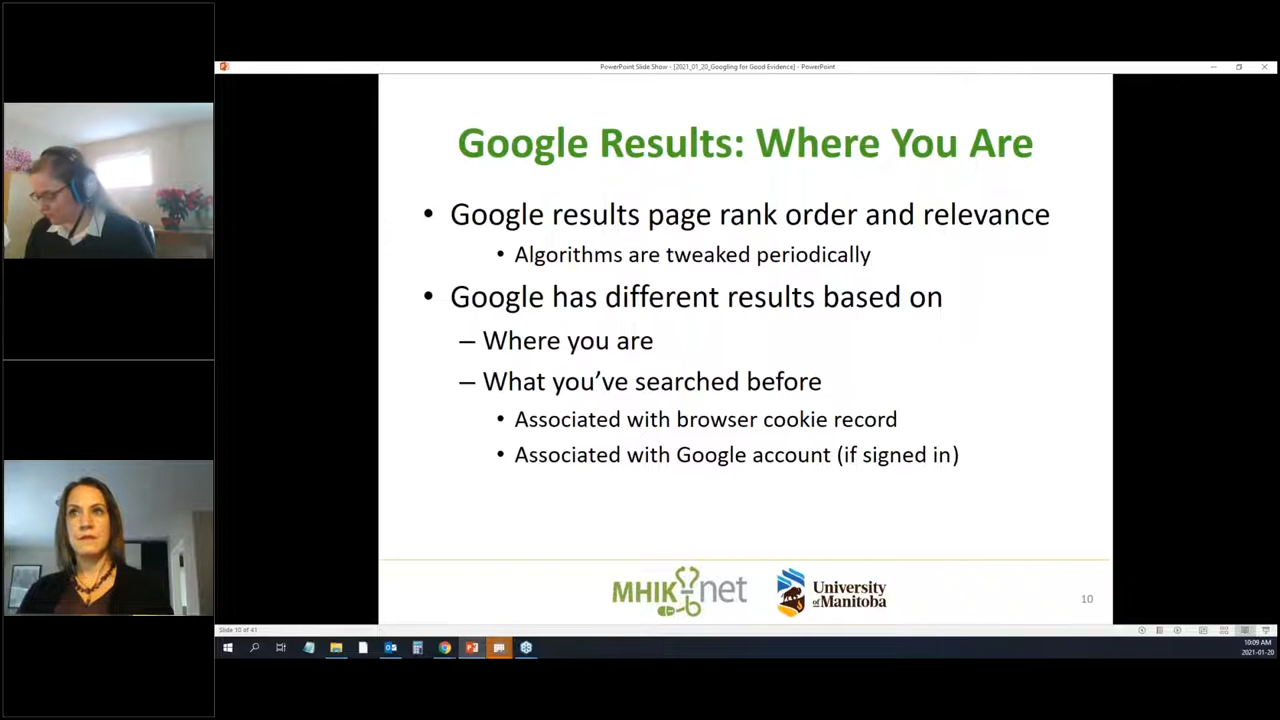 PowerPoint Slide Show - [2021_01_20_Googling for Good Evidence] - PowerPoint
Google Results: Where You Are
• Google results page rank order and relevance
• Algorithms are tweaked periodically
• Google has different results based on
– Where you are
– What you’ve searched before
• Associated with browser cookie record
• Associated with Google account (if signed in)
MHIKnet
University
of Manitoba
10
Slide 10 of 41
10:09 AM
2021-01-20